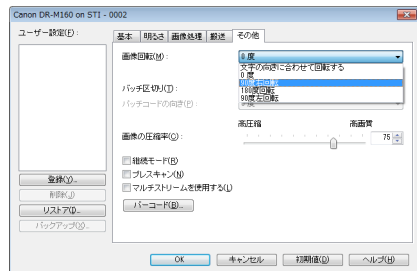 Canon DR-M160 on STI - 0002
ユーザー設定(F):
基本 明るさ 画像処理 搬送 その他
画像回転(M):
0 度
文字の向きに合わせて回転する
0 度
90度右回転
180度回転
90度左回転
バッチ区切り(T):
バッチコードの向き(P):
高圧縮 高画質
画像の圧縮率(C):
75
継続モード(R)
プレスキャン(N)
マルチストリームを使用する(L)
バーコード(B)...
登録(Y)...
削除(J)
リストア(I)...
バックアップ(X)...
OK キャンセル 初期値(D) ヘルプ(H)